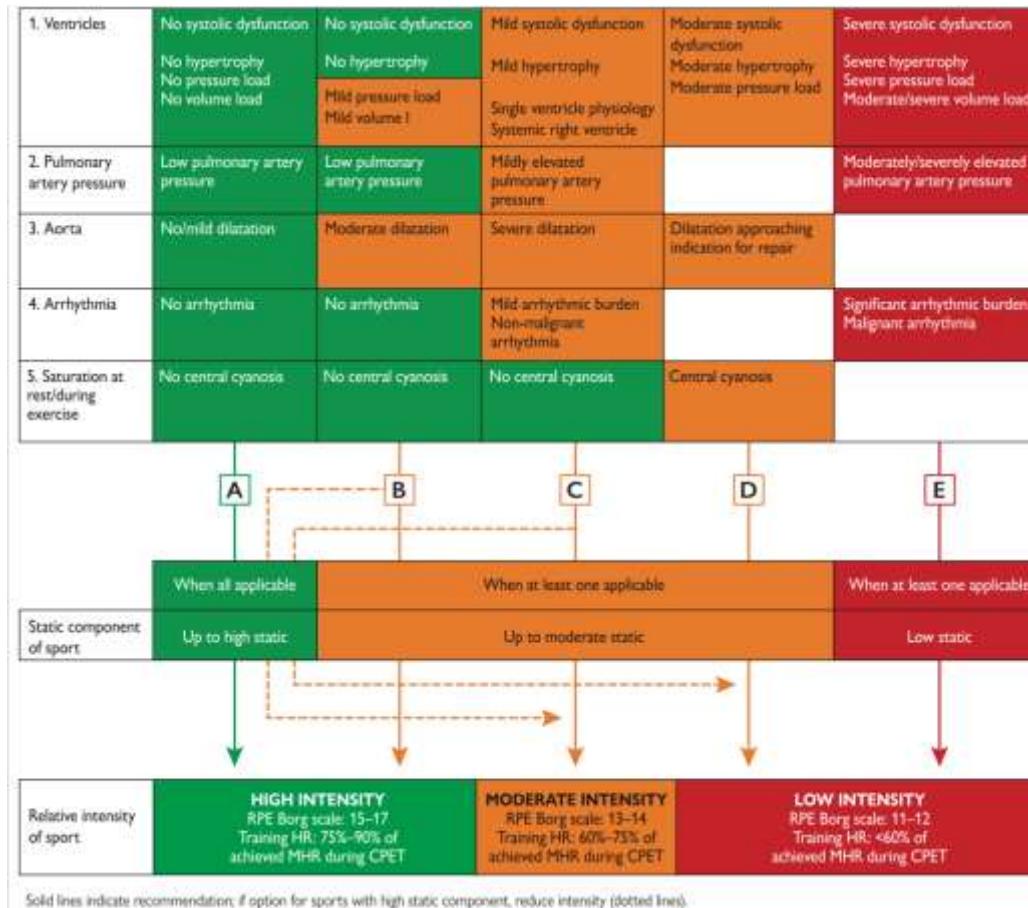 1. Ventricles
No systolic dysfunction
No hypertrophy
No pressure load
No volume load
No systolic dysfunction
No hypertrophy
Mild pressure load
Mild volume l
Mild systolic dysfunction
Mild hypertrophy
Single ventricle physiology
Systemic right ventricle
Moderate systolic
dysfunction
Moderate hypertrophy
Moderate pressure load
Severe systolic dysfunction
Severe hypertrophy
Severe pressure load
Moderate/severe volume load
2. Pulmonary
artery pressure
Low pulmonary artery
pressure
Low pulmonary
artery pressure
Mildly elevated
pulmonary artery
pressure
Moderately/severely elevated
pulmonary artery pressure
3. Aorta
No/mild dilatation
Moderate dilatation
Severe dilatation
Dilatation approaching
indication for repair
4. Arrhythmia
No arrhythmia
No arrhythmia
Mild arrhythmic burden
Non-malignant
arrhythmia
Significant arrhythmic burden
Malignant arrhythmia
5. Saturation at
rest/during
exercise
No central cyanosis
No central cyanosis
No central cyanosis
Central cyanosis
A
B
C
D
E
When all applicable
When at least one applicable
When at least one applicable
Static component
of sport
Up to high static
Up to moderate static
Low static
Relative intensity
of sport
HIGH INTENSITY
RPE Borg scale: 15–17
Training HR: 75%–90% of
achieved MHR during CPET
MODERATE INTENSITY
RPE Borg scale: 13–14
Training HR: 60%–75% of
achieved MHR during CPET
LOW INTENSITY
RPE Borg scale: 11–12
Training HR: <60% of
achieved MHR during CPET
Solid lines indicate recommendation; if option for sports with high static component, reduce intensity (dotted lines).